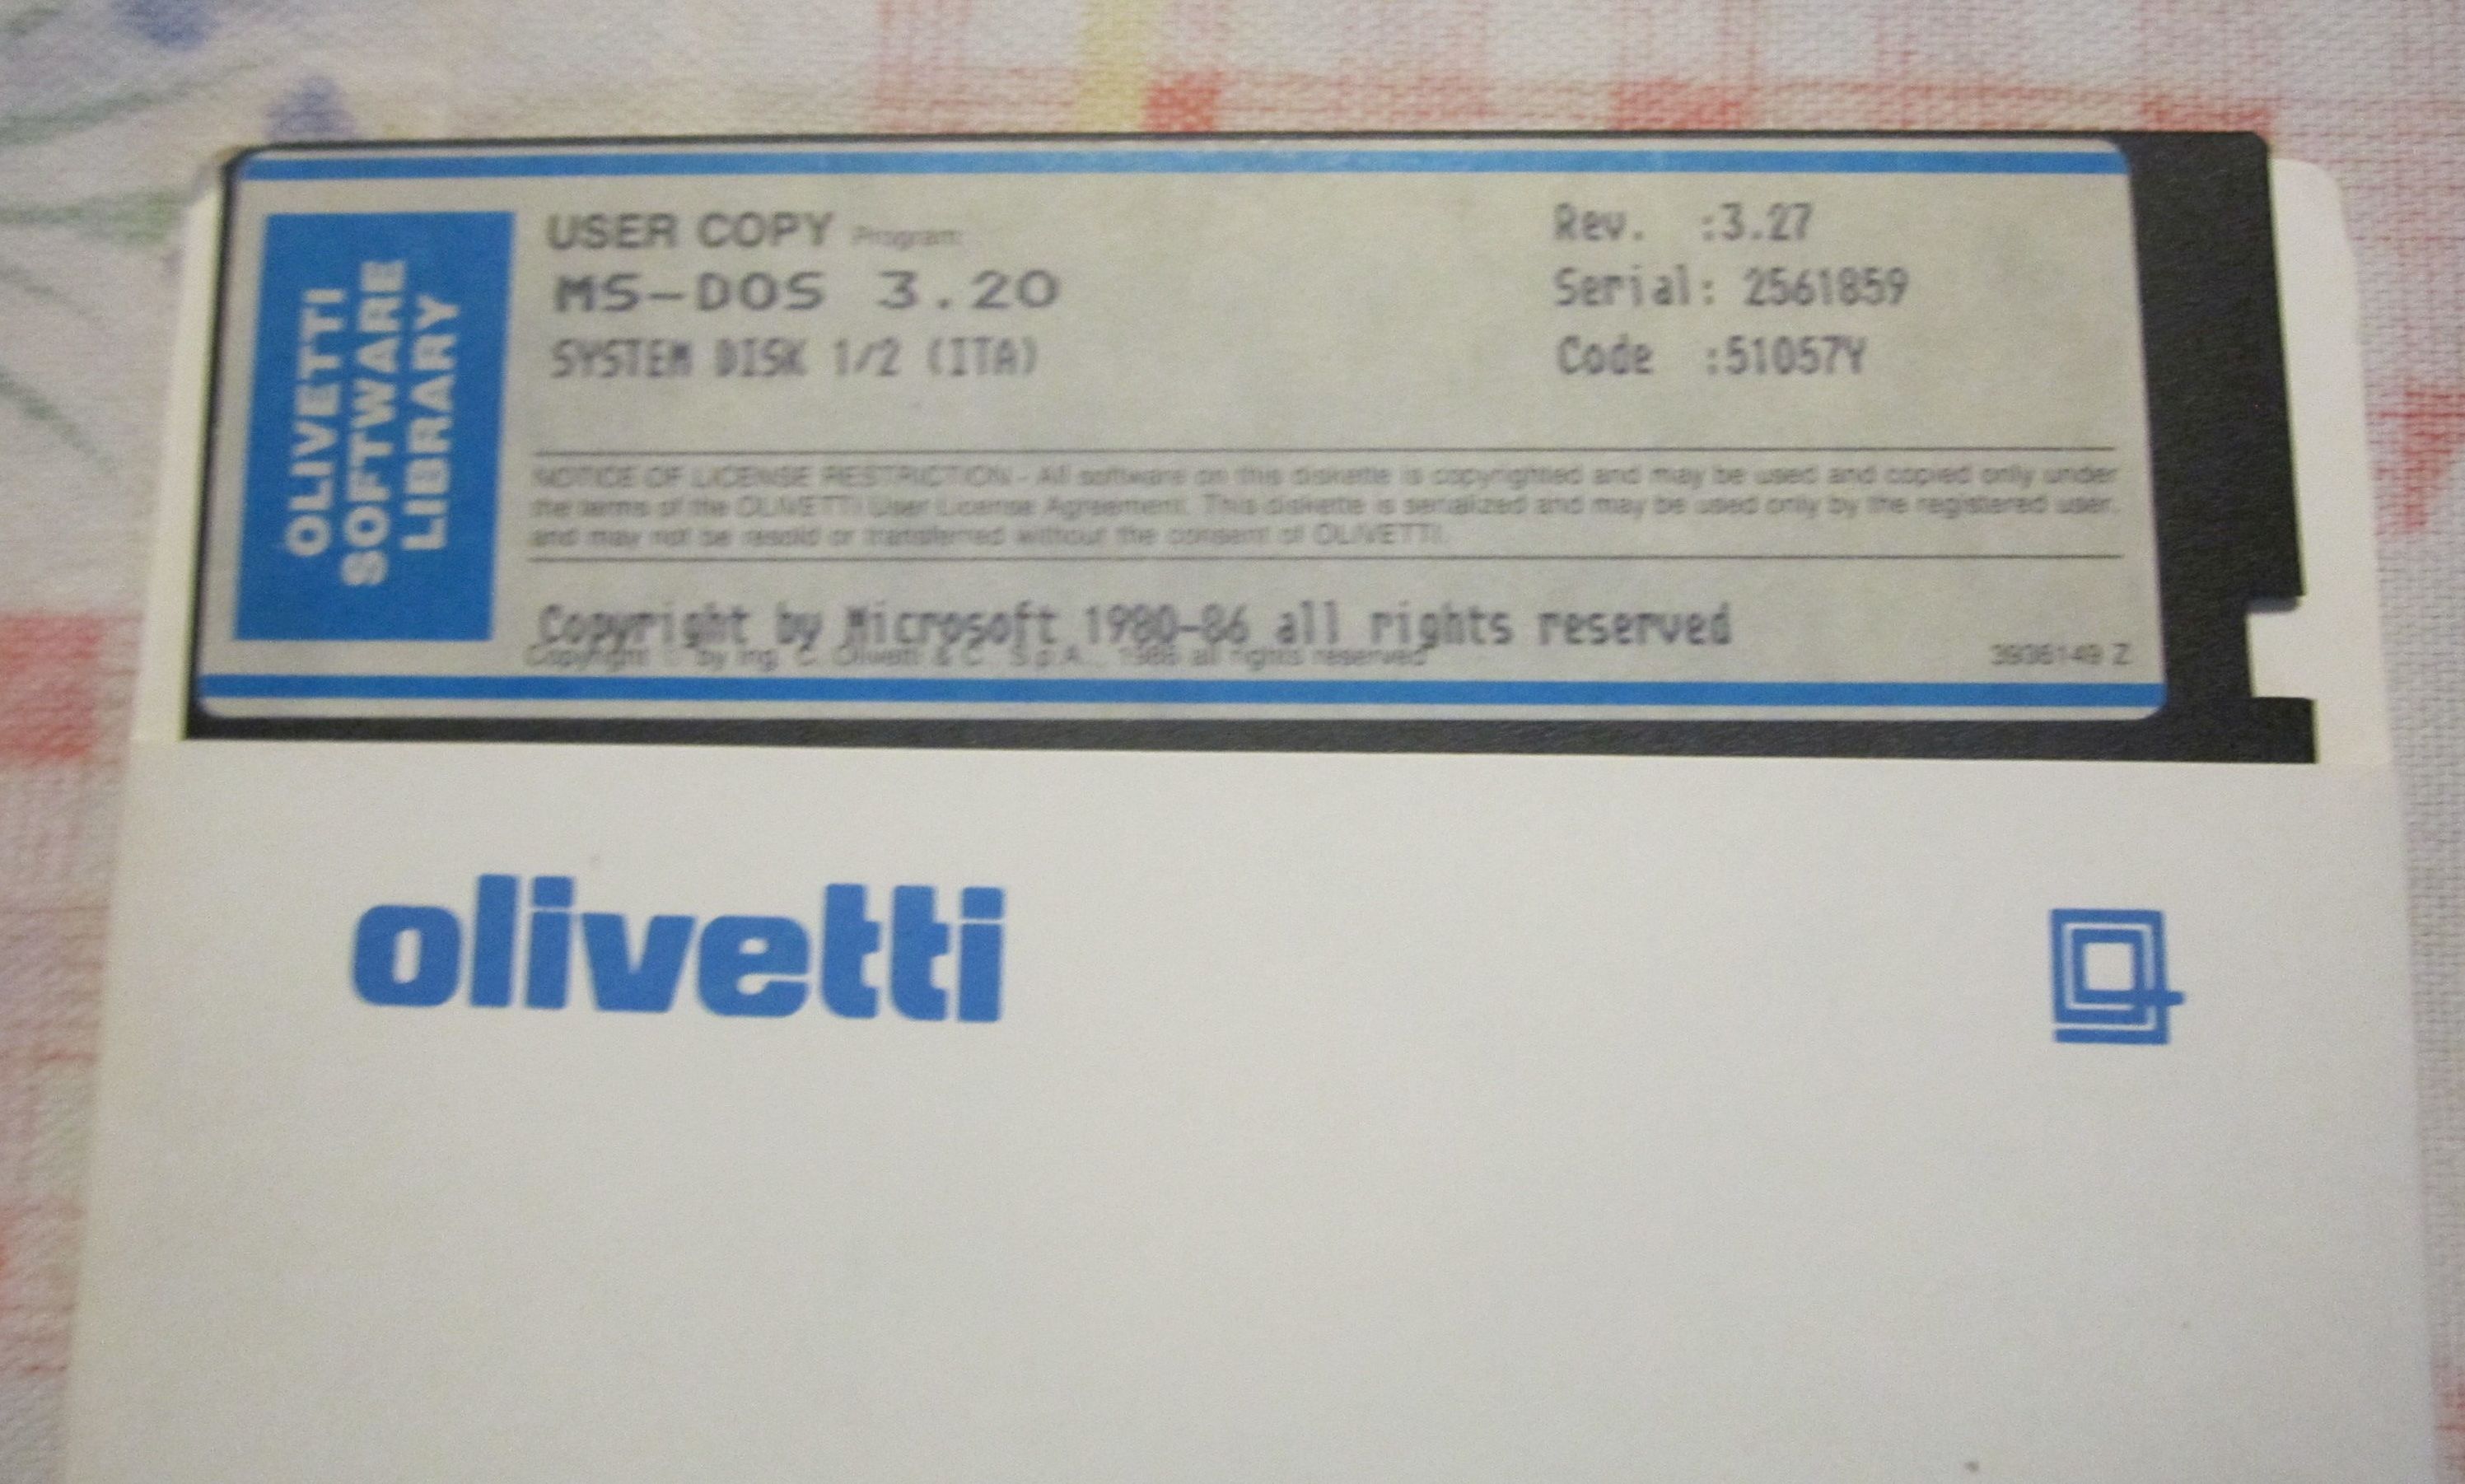 OLIVETTI
SOFTWARE
LIBRARY
USER COPY Program:
MS-DOS 3.20
SYSTEM DISK 1/2 (ITA)
Rev. :3.27
Serial: 2561859
Code :51057Y
NOTICE OF LICENSE RESTRICTION - All software on this diskette is copyrighted and may be used and copied only under
the terms of the OLIVETTI User License Agreement. This diskette is serialized and may be used only by the registered user,
and may not be resold or transferred without the consent of OLIVETTI.
Copyright by Microsoft 1980-86 all rights reserved
Copyright © by Ing. C. Olivetti & C. S.p.A., 1986 all rights reserved
3936149 Z
olivetti